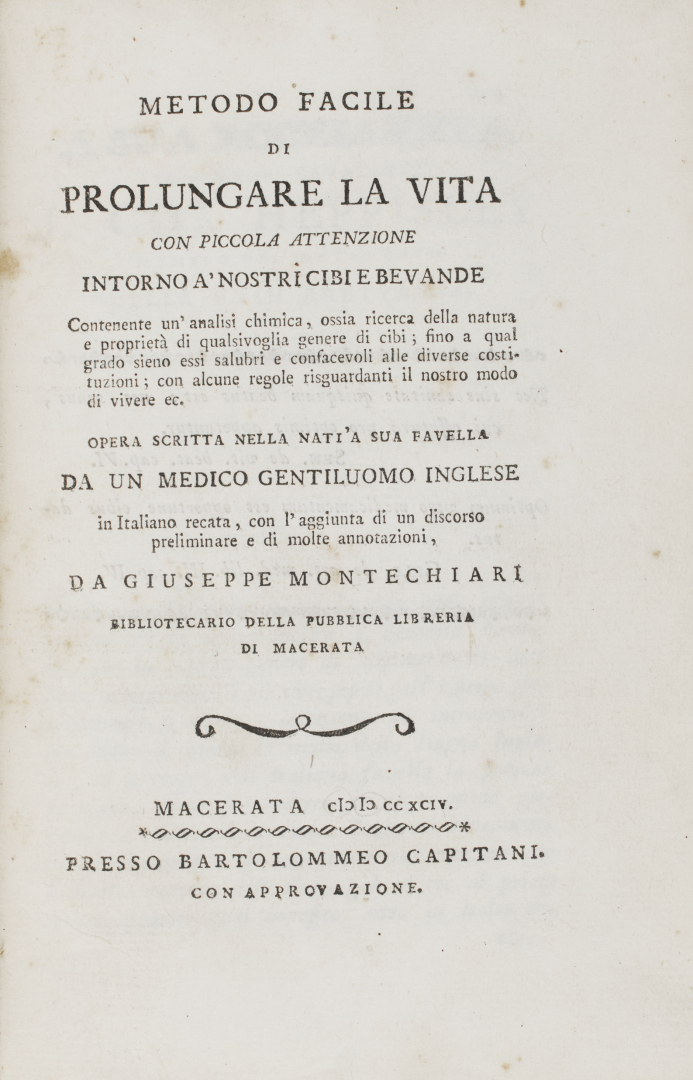 METODO FACILE
DI
PROLUNGARE LA VITA
CON PICCOLA ATTENZIONE
INTORNO A' NOSTRI CIBI E BEVANDE
Contenente un' analisi chimica, ossia ricerca della natura
e proprietà di qualsivoglia genere di cibi; fino a qual
grado sieno essi salubri e confacevoli alle diverse costi-
tuzioni; con alcune regole risguardanti il nostro modo
di vivere ec.
OPERA SCRITTA NELLA NATI'A SUA FAVELLA
DA UN MEDICO GENTILUOMO INGLESE
in Italiano recata, con l'aggiunta di un discorso
preliminare e di molte annotazioni,
DA GIUSEPPE MONTECHIARI
BIBLIOTECARIO DELLA PUBBLICA LIBRERIA
DI MACERATA
MACERATA cIↄ Iↄ ccxciv.
PRESSO BARTOLOMMEO CAPITANI.
CON APPROVAZIONE.